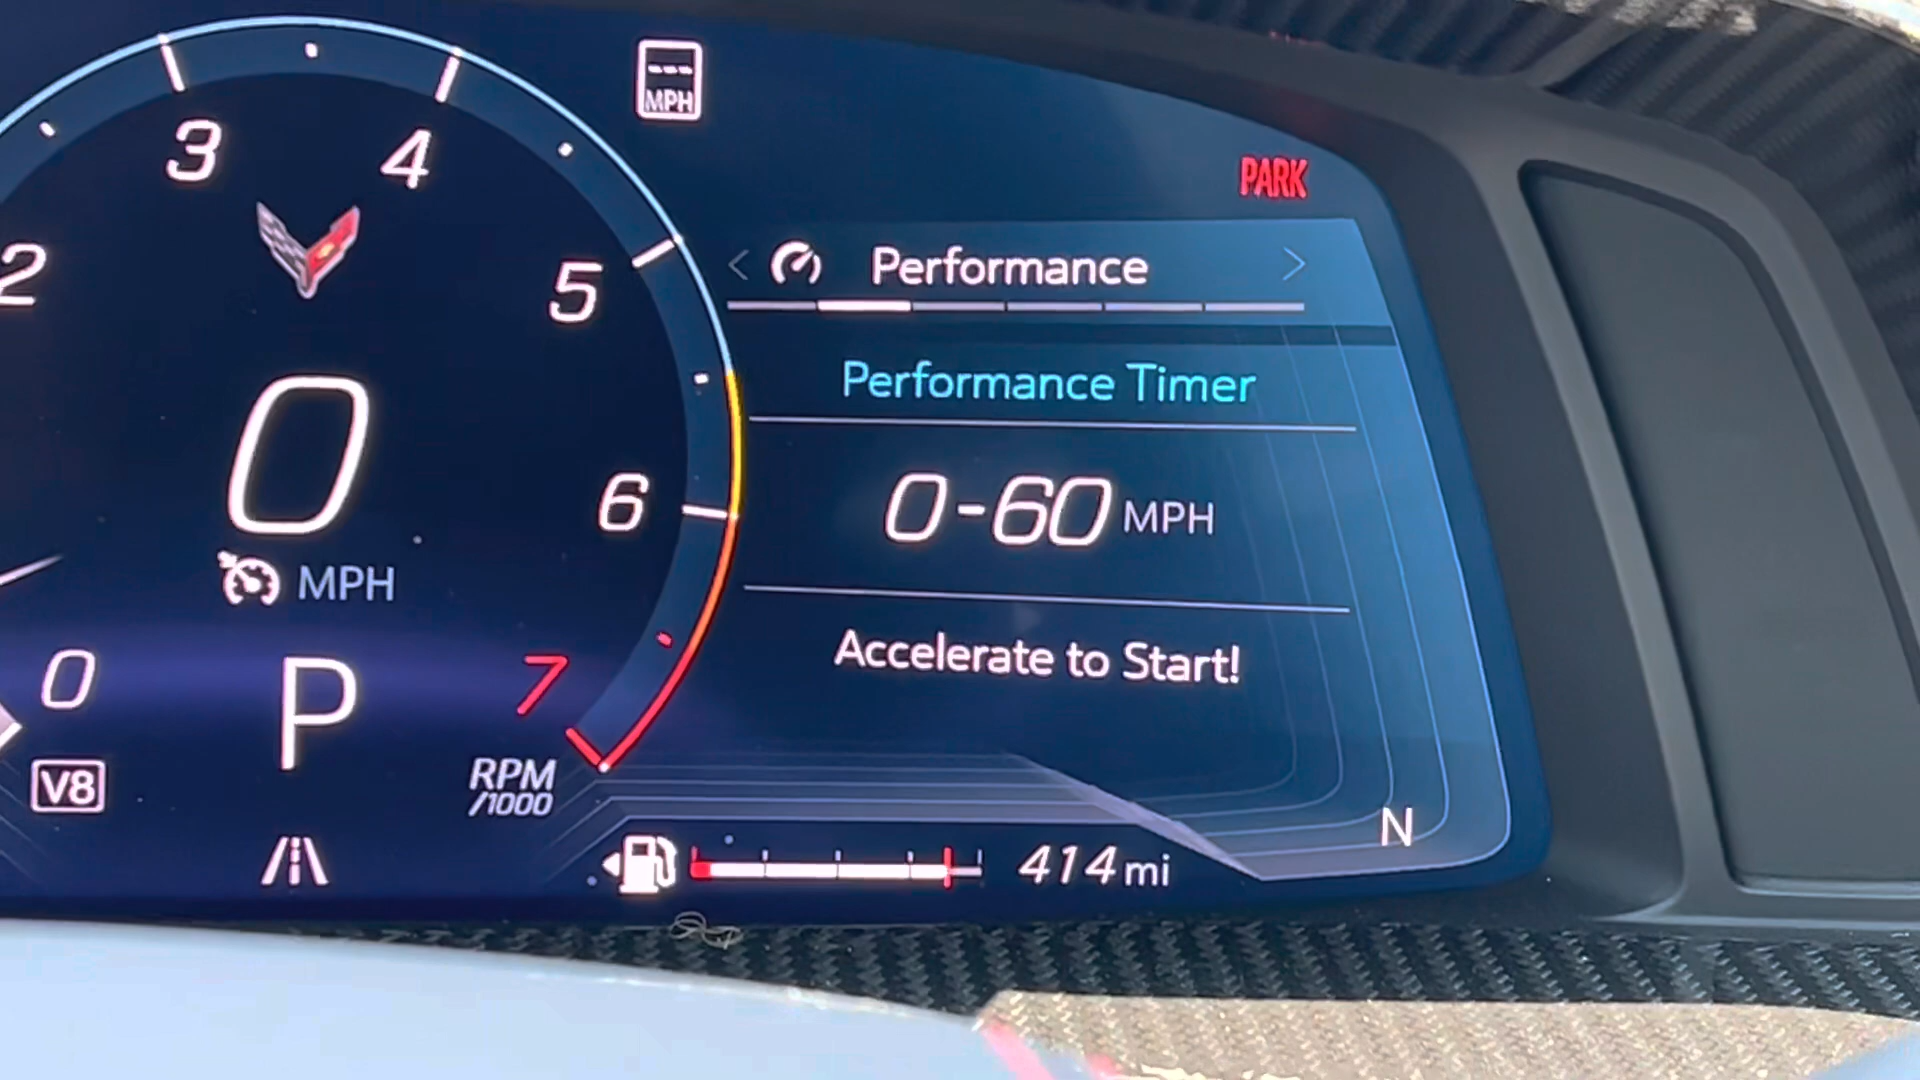 ---
MPH
PARK
3
4
2
5
Performance
Performance Timer
0
0-60 MPH
6
MPH
Accelerate to Start!
0
P
7
V8
RPM
/1000
N
414 mi